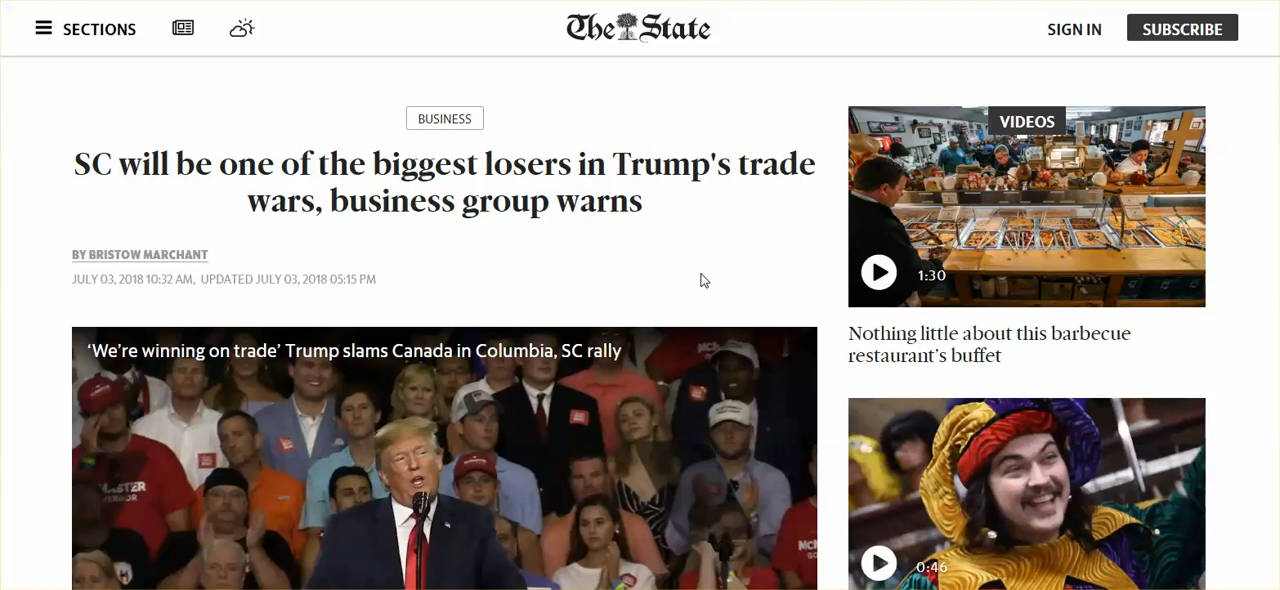 SECTIONS
The State
SIGN IN
SUBSCRIBE
BUSINESS
SC will be one of the biggest losers in Trump's trade
wars, business group warns
BY BRISTOW MARCHANT
JULY 03, 2018 10:32 AM, UPDATED JULY 03, 2018 05:15 PM
‘We’re winning on trade’ Trump slams Canada in Columbia, SC rally
VIDEOS
1:30
Nothing little about this barbecue
restaurant’s buffet
0:46